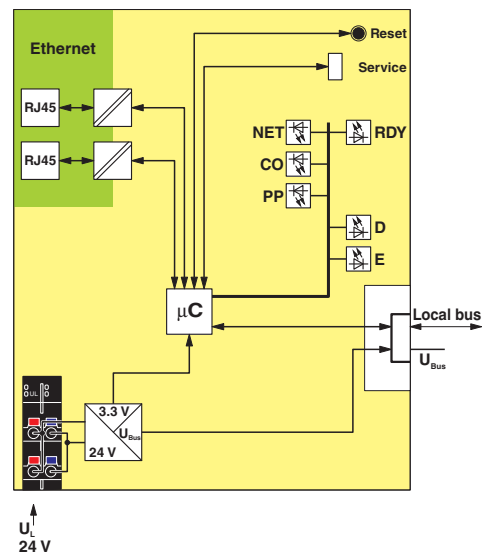 Ethernet
Reset
Service
RJ45
RJ45
NET
RDY
CO
PP
D
E
µC
Local bus
UBus
UL
3.3 V
UBus
24 V
UL
24 V